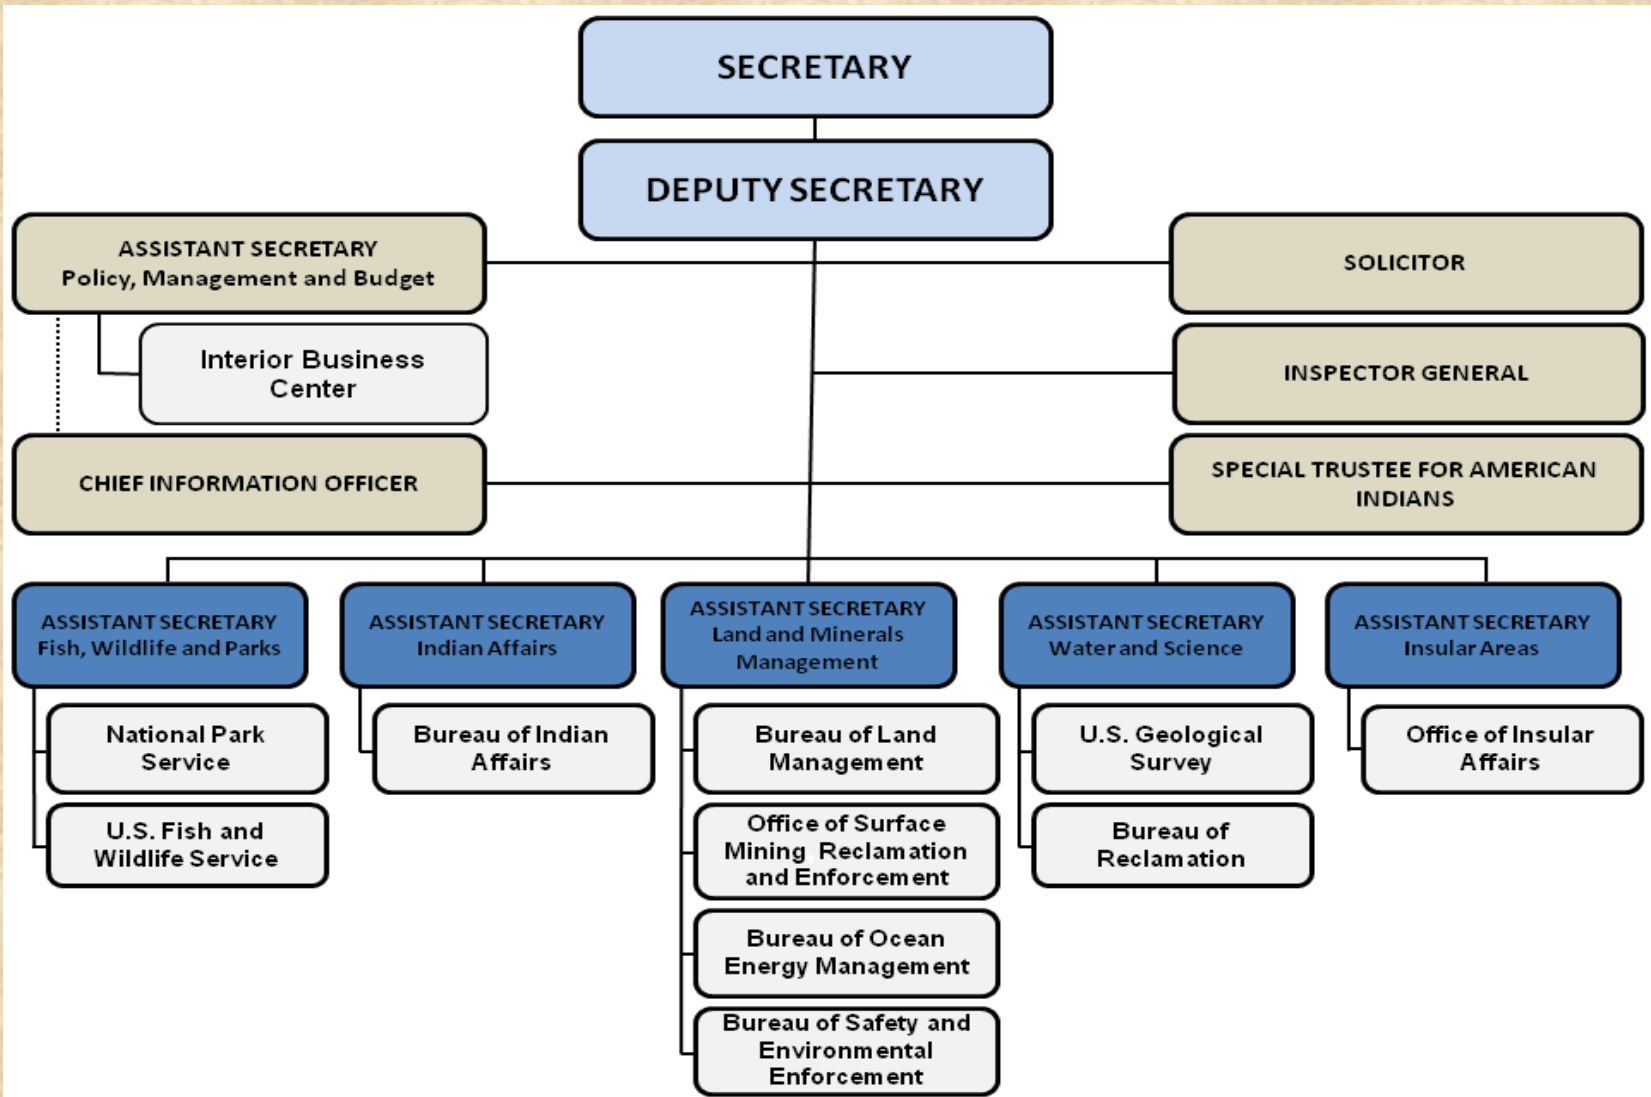 SECRETARY
DEPUTY SECRETARY
ASSISTANT SECRETARY
Policy, Management and Budget
SOLICITOR
Interior Business
Center
INSPECTOR GENERAL
CHIEF INFORMATION OFFICER
SPECIAL TRUSTEE FOR AMERICAN
INDIANS
ASSISTANT SECRETARY
Fish, Wildlife and Parks
ASSISTANT SECRETARY
Indian Affairs
ASSISTANT SECRETARY
Land and Minerals
Management
ASSISTANT SECRETARY
Water and Science
ASSISTANT SECRETARY
Insular Areas
National Park
Service
U.S. Fish and
Wildlife Service
Bureau of Indian
Affairs
Bureau of Land
Management
Office of Surface
Mining Reclamation
and Enforcement
Bureau of Ocean
Energy Management
Bureau of Safety and
Environmental
Enforcement
U.S. Geological
Survey
Bureau of
Reclamation
Office of Insular
Affairs